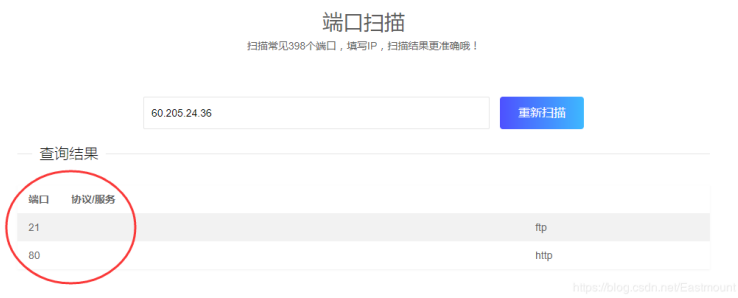 端口扫描
扫描常见398个端口，填写IP，扫描结果更准确哦！
60.205.24.36 重新扫描
查询结果
端口 协议/服务
21 ftp
80 http
https://blog.csdn.net/Eastmount